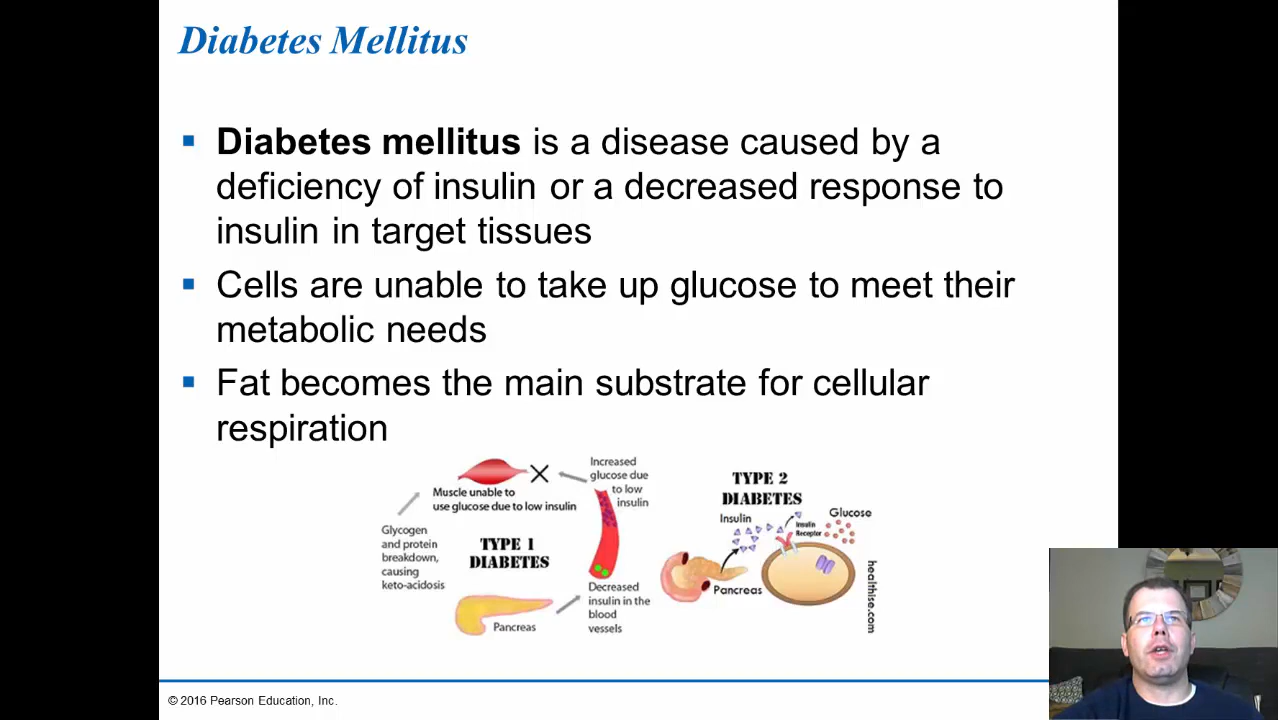 Diabetes Mellitus
Diabetes mellitus is a disease caused by a
deficiency of insulin or a decreased response to
insulin in target tissues
Cells are unable to take up glucose to meet their
metabolic needs
Fat becomes the main substrate for cellular
respiration
Increased
glucose due
to low
insulin
Muscle unable to
use glucose due to low insulin
Glycogen
and protein
breakdown,
causing
keto-acidosis
TYPE 1
DIABETES
Decreased
insulin in the
blood
vessels
Pancreas
TYPE 2
DIABETES
Insulin
Glucose
Insulin
Receptor
Pancreas
healthise.com
© 2016 Pearson Education, Inc.